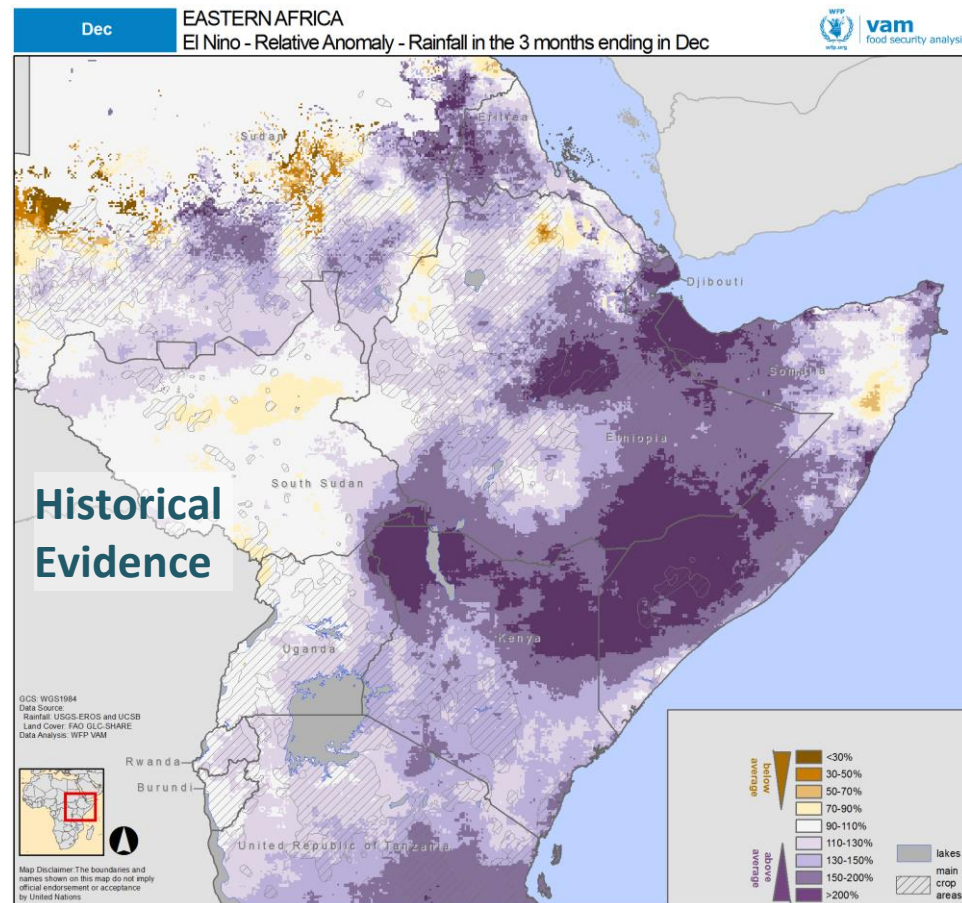 Dec
EASTERN AFRICA
El Nino - Relative Anomaly - Rainfall in the 3 months ending in Dec
WFP
wfp.org
vam
food security analysis
Sudan
Eritrea
Djibouti
Somalia
Ethiopia
South Sudan
Historical
Evidence
Kenya
Uganda
GCS: WGS1984
Data Source:
Rainfall: USGS-EROS and UCSB
Land Cover: FAO GLC-SHARE
Data Analysis: WFP VAM
Rwanda
Burundi
United Republic of Tanzania
Map Disclaimer:The boundaries and
names shown on this map do not imply
official endorsement or acceptance
by United Nations
below
average
above
average
<30%
30-50%
50-70%
70-90%
90-110%
110-130%
130-150%
150-200%
>200%
lakes
main
crop
areas